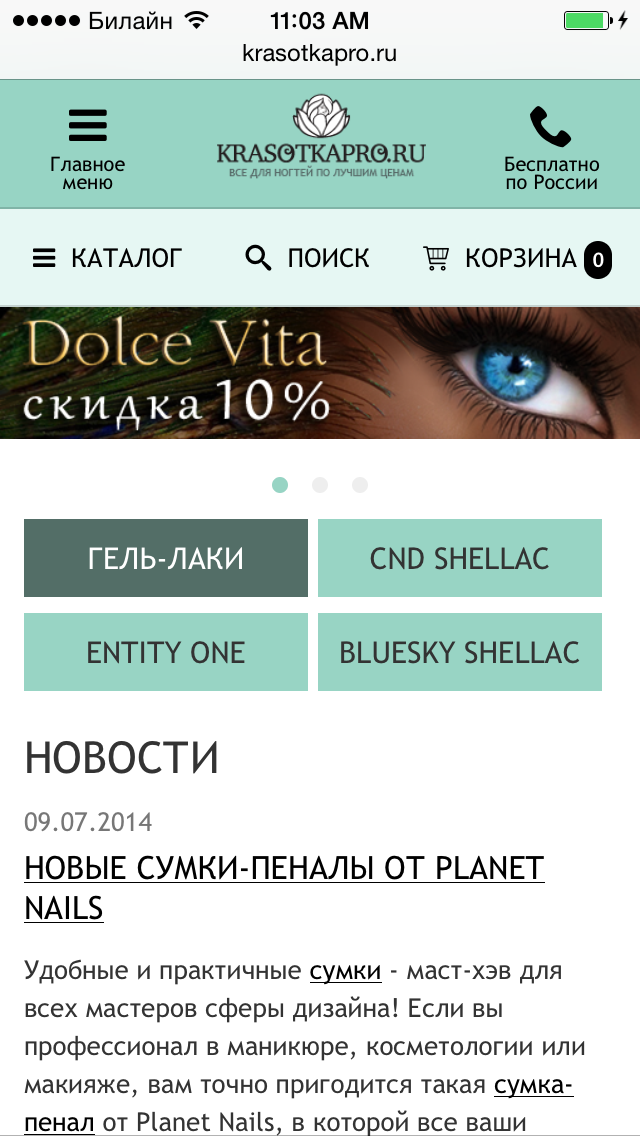 Билайн 11:03 AM
krasotkapro.ru
Главное
меню
KRASOTKAPRO.RU
ВСЕ ДЛЯ НОГТЕЙ ПО ЛУЧШИМ ЦЕНАМ
Бесплатно
по России
КАТАЛОГ ПОИСК КОРЗИНА 0
Dolce Vita
скидка 10%
ГЕЛЬ-ЛАКИ CND SHELLAC
ENTITY ONE BLUESKY SHELLAC
НОВОСТИ
09.07.2014
НОВЫЕ СУМКИ-ПЕНАЛЫ ОТ PLANET
NAILS
Удобные и практичные сумки - маст-хэв для
всех мастеров сферы дизайна! Если вы
профессионал в маникюре, косметологии или
макияже, вам точно пригодится такая сумка-
пенал от Planet Nails, в которой все ваши